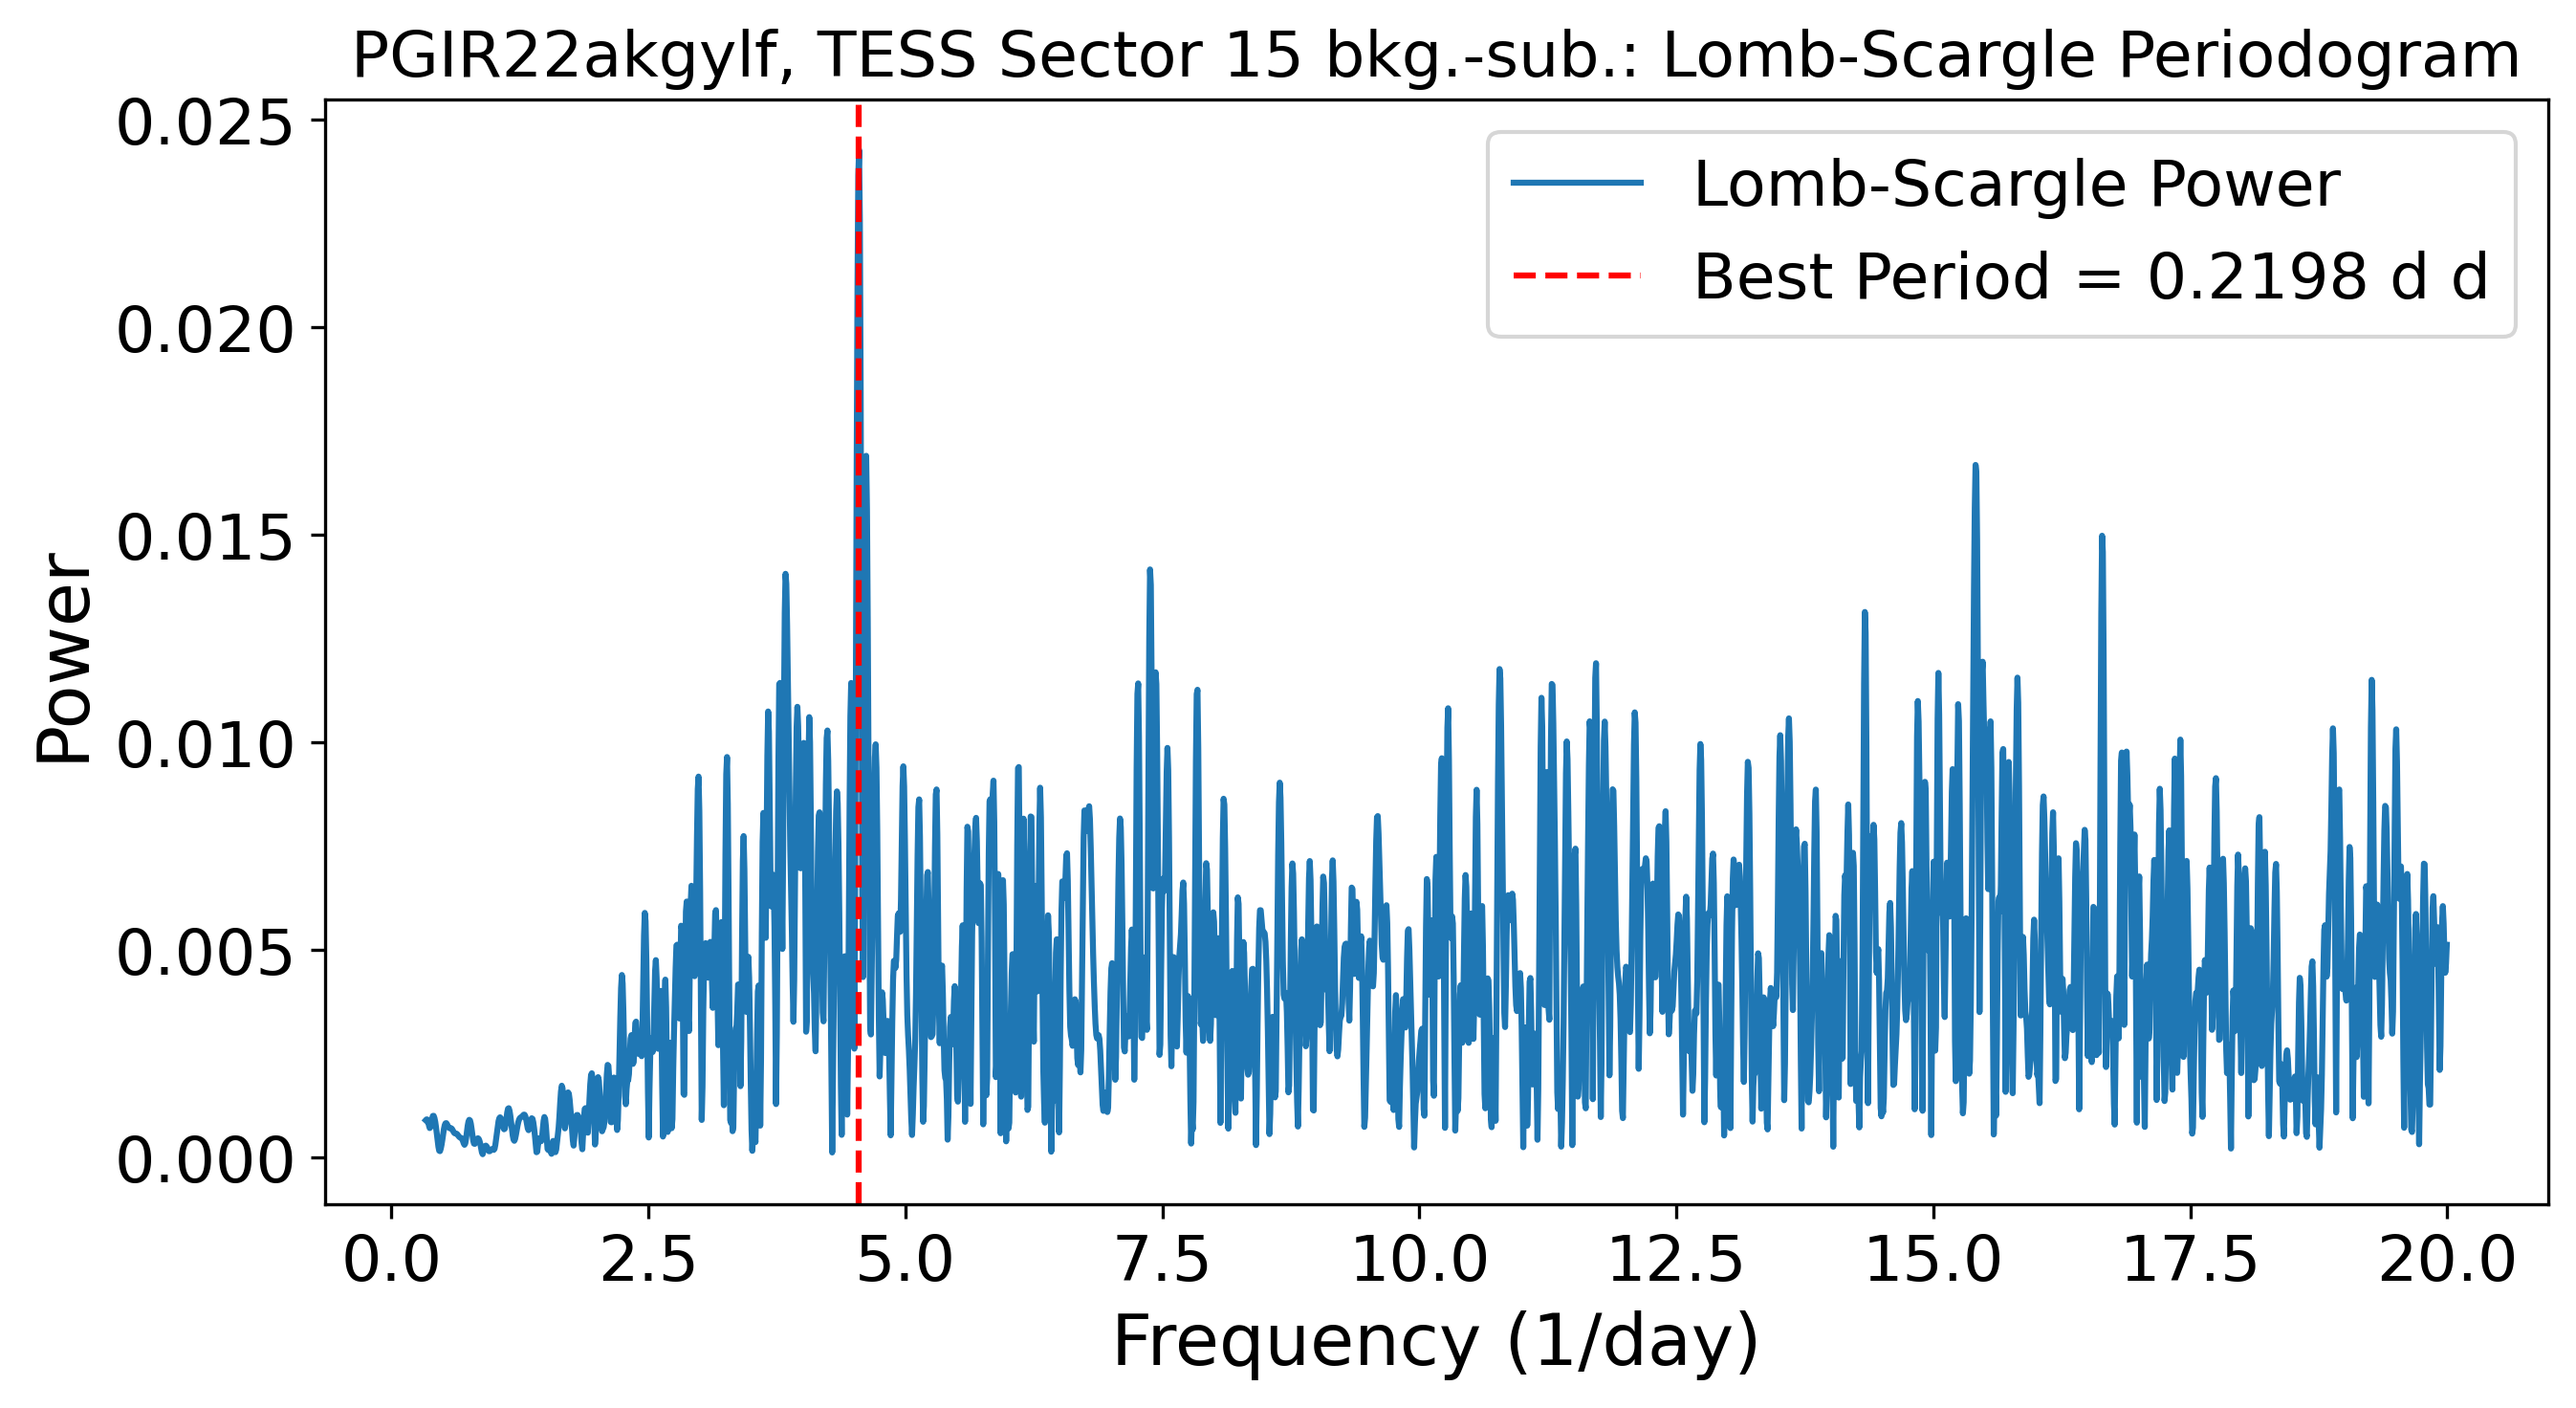 PGIR22akgylf, TESS Sector 15 bkg.-sub.: Lomb-Scargle Periodogram
Lomb-Scargle Power
Best Period = 0.2198 d d
Power
0.025
0.020
0.015
0.010
0.005
0.000
0.0 2.5 5.0 7.5 10.0 12.5 15.0 17.5 20.0
Frequency (1/day)